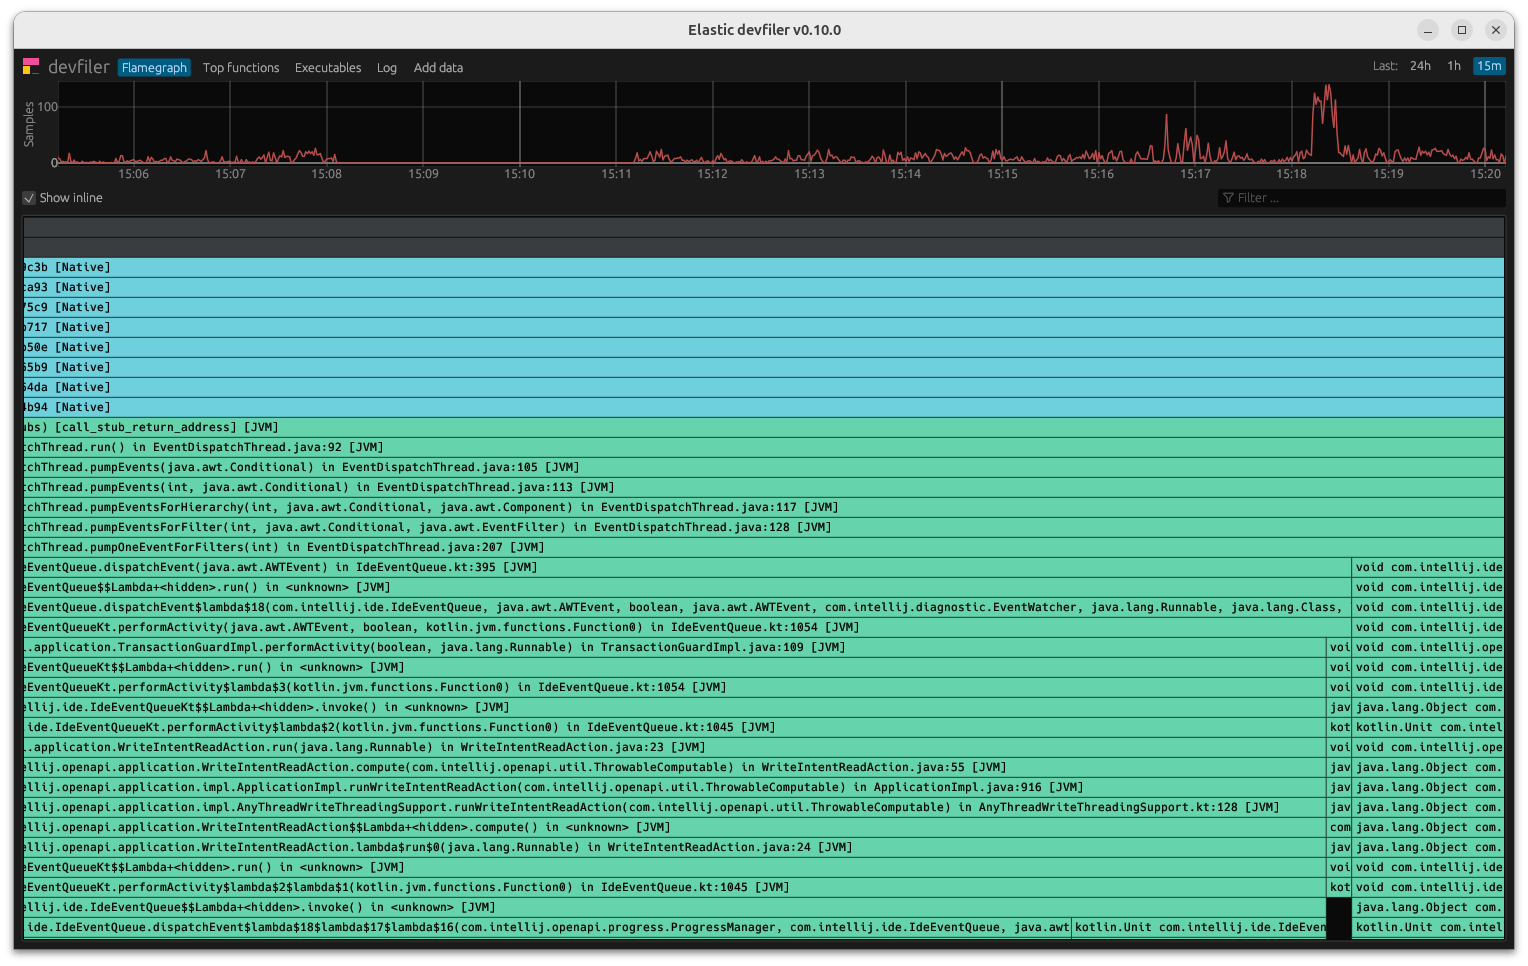 Elastic devfiler v0.10.0
devfiler Flamegraph Top functions Executables Log Add data Last: 24h 1h 15m
Samples
100
0
15:06 15:07 15:08 15:09 15:10 15:11 15:12 15:13 15:14 15:15 15:16 15:17 15:18 15:19 15:20
Show inline Filter ...
c3b [Native]
ca93 [Native]
75c9 [Native]
b717 [Native]
b50e [Native]
65b9 [Native]
64da [Native]
4b94 [Native]
ubs) [call_stub_return_address] [JVM]
tchThread.run() in EventDispatchThread.java:92 [JVM]
tchThread.pumpEvents(java.awt.Conditional) in EventDispatchThread.java:105 [JVM]
tchThread.pumpEvents(int, java.awt.Conditional) in EventDispatchThread.java:113 [JVM]
tchThread.pumpEventsForHierarchy(int, java.awt.Conditional, java.awt.Component) in EventDispatchThread.java:117 [JVM]
tchThread.pumpEventsForFilter(int, java.awt.Conditional, java.awt.EventFilter) in EventDispatchThread.java:128 [JVM]
tchThread.pumpOneEventForFilters(int) in EventDispatchThread.java:207 [JVM]
eEventQueue.dispatchEvent(java.awt.AWTEvent) in IdeEventQueue.kt:395 [JVM] void com.intellij.ide
eEventQueue$$Lambda+<hidden>.run() in <unknown> [JVM] void com.intellij.ide
eEventQueue.dispatchEvent$lambda$18(com.intellij.ide.IdeEventQueue, java.awt.AWTEvent, boolean, java.awt.AWTEvent, com.intellij.diagnostic.EventWatcher, java.lang.Runnable, java.lang.Class, void com.intellij.ide
eEventQueueKt.performActivity(java.awt.AWTEvent, boolean, kotlin.jvm.functions.Function0) in IdeEventQueue.kt:1054 [JVM] void com.intellij.ide
.application.TransactionGuardImpl.performActivity(boolean, java.lang.Runnable) in TransactionGuardImpl.java:109 [JVM] voi void com.intellij.ope
eEventQueueKt$$Lambda+<hidden>.run() in <unknown> [JVM] voi void com.intellij.ide
eEventQueueKt.performActivity$lambda$3(kotlin.jvm.functions.Function0) in IdeEventQueue.kt:1054 [JVM] voi void com.intellij.ide
ellij.ide.IdeEventQueueKt$$Lambda+<hidden>.invoke() in <unknown> [JVM] jav java.lang.Object com.
.ide.IdeEventQueueKt.performActivity$lambda$2(kotlin.jvm.functions.Function0) in IdeEventQueue.kt:1045 [JVM] kot kotlin.Unit com.intel
.application.WriteIntentReadAction.run(java.lang.Runnable) in WriteIntentReadAction.java:23 [JVM] voi void com.intellij.ope
ellij.openapi.application.WriteIntentReadAction.compute(com.intellij.openapi.util.ThrowableComputable) in WriteIntentReadAction.java:55 [JVM] jav java.lang.Object com.
ellij.openapi.application.impl.ApplicationImpl.runWriteIntentReadAction(com.intellij.openapi.util.ThrowableComputable) in ApplicationImpl.java:916 [JVM] jav java.lang.Object com.
ellij.openapi.application.impl.AnyThreadWriteThreadingSupport.runWriteIntentReadAction(com.intellij.openapi.util.ThrowableComputable) in AnyThreadWriteThreadingSupport.kt:128 [JVM] jav java.lang.Object com.
ellij.openapi.application.WriteIntentReadAction$$Lambda+<hidden>.compute() in <unknown> [JVM] com java.lang.Object com.
ellij.openapi.application.WriteIntentReadAction.lambda$run$0(java.lang.Runnable) in WriteIntentReadAction.java:24 [JVM] jav java.lang.Object com.
eEventQueueKt$$Lambda+<hidden>.run() in <unknown> [JVM] voi void com.intellij.ide
eEventQueueKt.performActivity$lambda$2$lambda$1(kotlin.jvm.functions.Function0) in IdeEventQueue.kt:1045 [JVM] kot void com.intellij.ide
ellij.ide.IdeEventQueue$$Lambda+<hidden>.invoke() in <unknown> [JVM] java.lang.Object com.
.ide.IdeEventQueue.dispatchEvent$lambda$18$lambda$17$lambda$16(com.intellij.openapi.progress.ProgressManager, com.intellij.ide.IdeEventQueue, java.awt kotlin.Unit com.intellij.ide.IdeEven kotlin.Unit com.intel